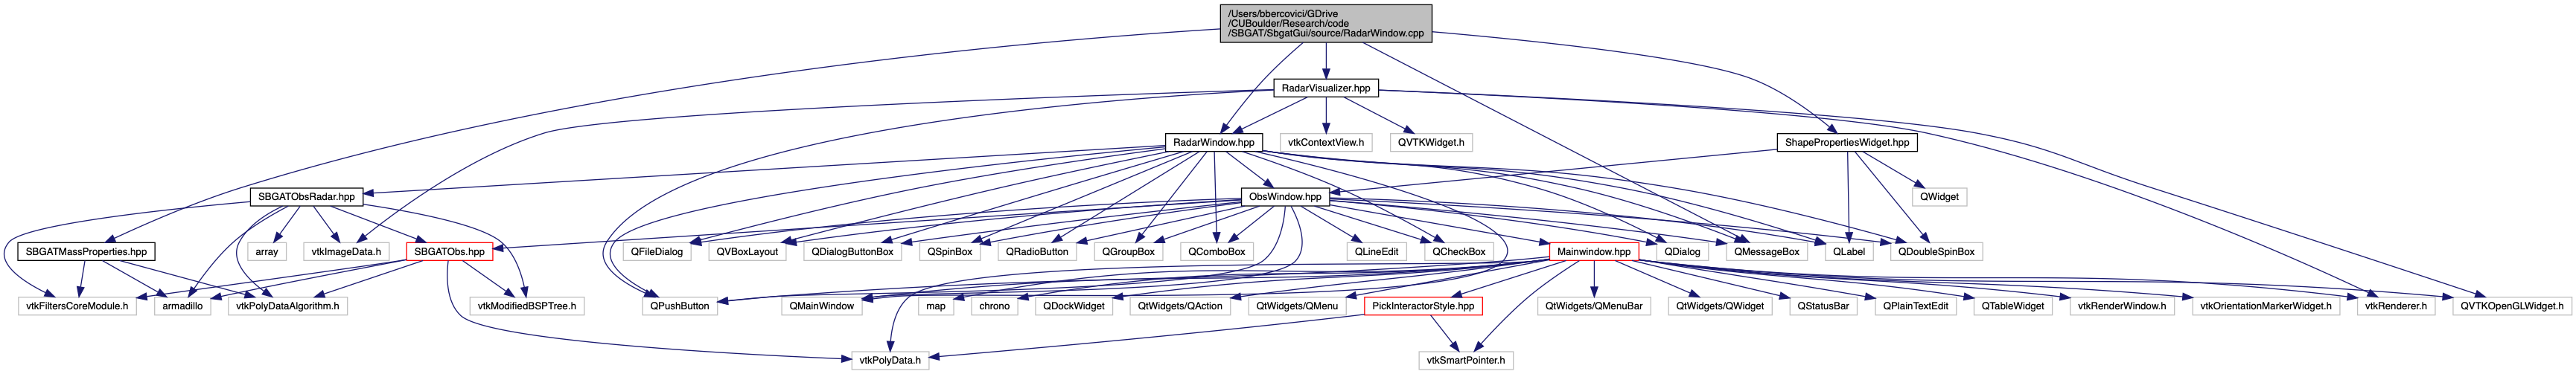 /Users/bbercovici/GDrive
/CUBoulder/Research/code
/SBGAT/SbgatGui/source/RadarWindow.cpp
RadarVisualizer.hpp
RadarWindow.hpp
vtkContextView.h
QVTKWidget.h
ShapePropertiesWidget.hpp
SBGATObsRadar.hpp
ObsWindow.hpp
QWidget
SBGATMassProperties.hpp
array
vtkImageData.h
SBGATObs.hpp
QFileDialog
QVBoxLayout
QDialogButtonBox
QSpinBox
QRadioButton
QGroupBox
QComboBox
QLineEdit
QCheckBox
Mainwindow.hpp
QDialog
QMessageBox
QLabel
QDoubleSpinBox
vtkFiltersCoreModule.h
armadillo
vtkPolyDataAlgorithm.h
vtkModifiedBSPTree.h
QPushButton
QMainWindow
map
chrono
QDockWidget
QtWidgets/QAction
QtWidgets/QMenu
PickInteractorStyle.hpp
QtWidgets/QMenuBar
QtWidgets/QWidget
QStatusBar
QPlainTextEdit
QTableWidget
vtkRenderWindow.h
vtkOrientationMarkerWidget.h
vtkRenderer.h
QVTKOpenGLWidget.h
vtkPolyData.h
vtkSmartPointer.h